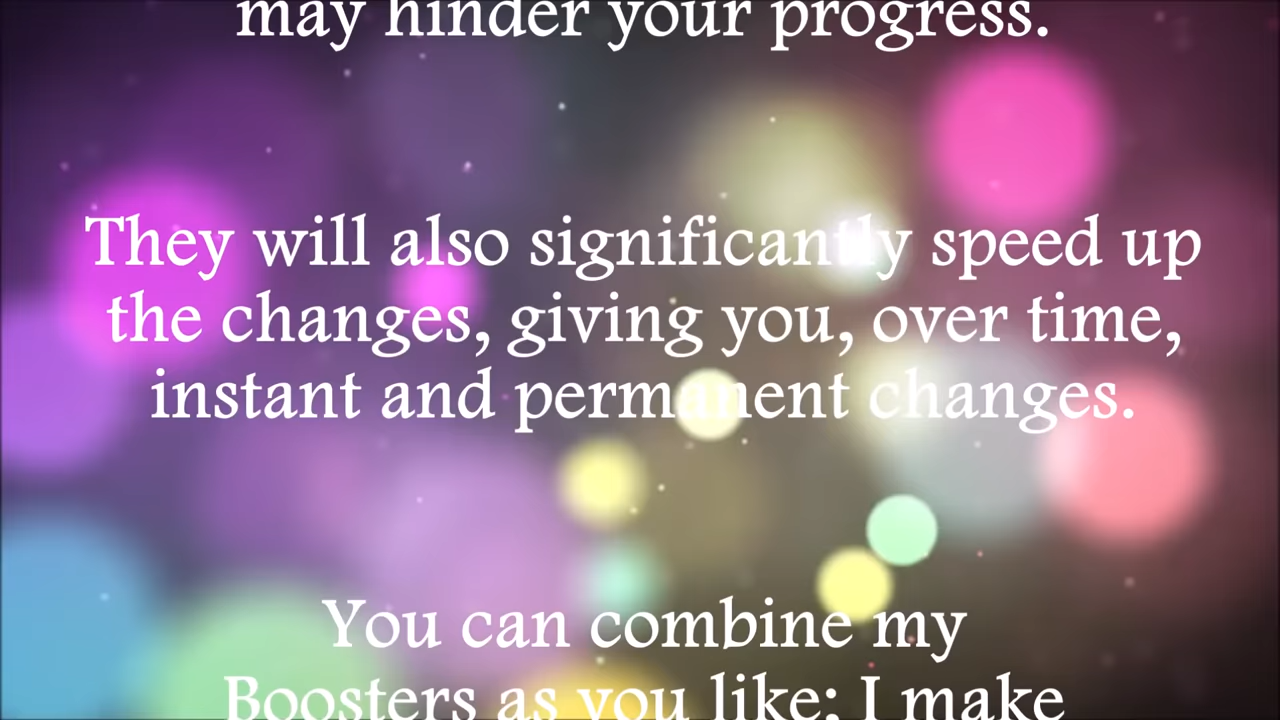 may hinder your progress.
They will also significantly speed up
the changes, giving you, over time,
instant and permanent changes.
You can combine my
Boosters as you like; I make